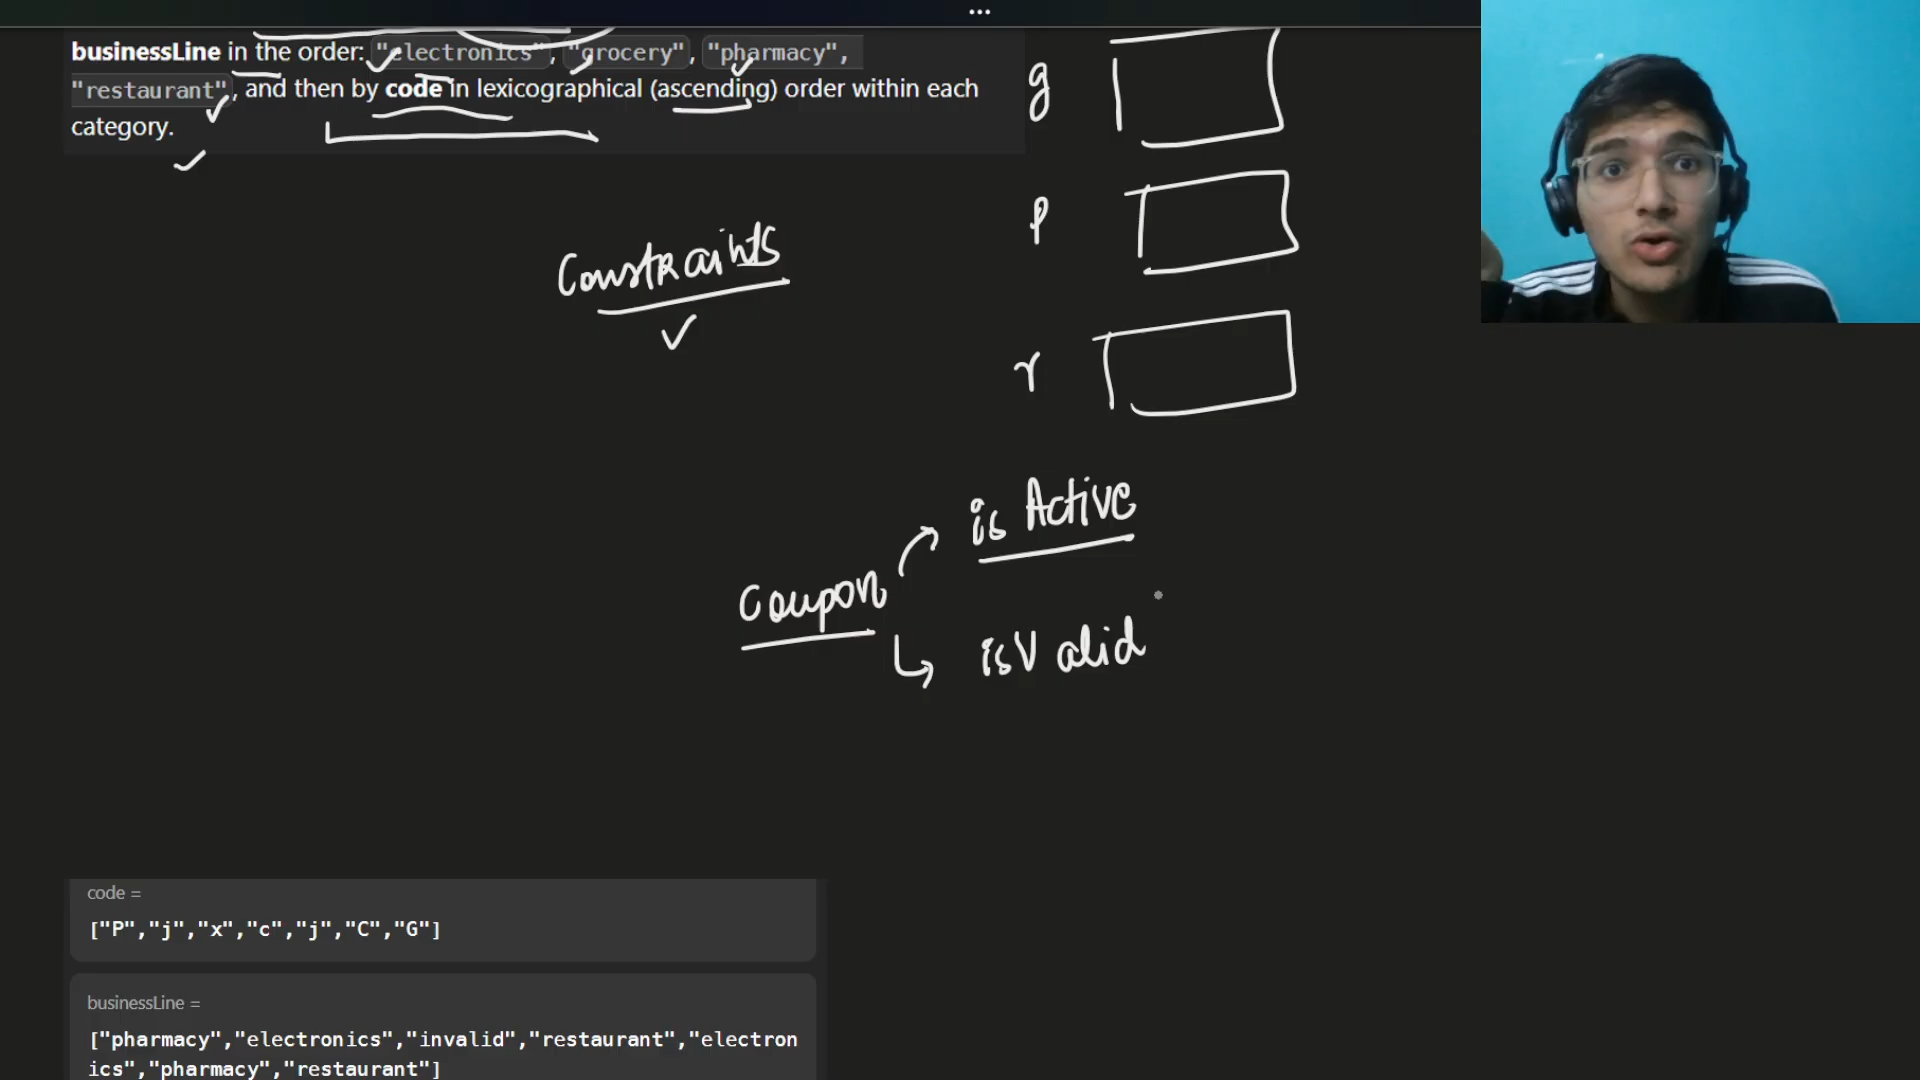 businessLine in the order: "electronics", "grocery", "pharmacy",
"restaurant", and then by code in lexicographical (ascending) order within each
category.
g
p
r
Constraints
is Active
Coupon
isValid
code =
["P","j","x","c","j","C","G"]
businessLine =
["pharmacy","electronics","invalid","restaurant","electron
ics","pharmacy","restaurant"]